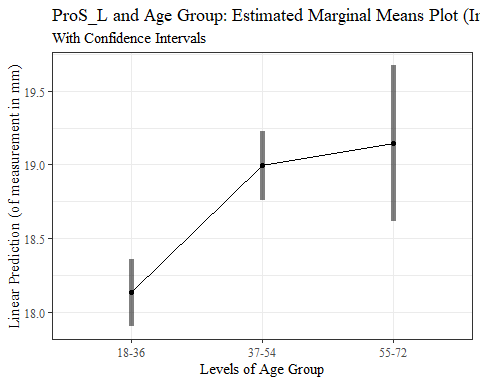 ProS_L and Age Group: Estimated Marginal Means Plot (In
With Confidence Intervals
Linear Prediction (of measurement in mm)
19.5
19.0
18.5
18.0
18-36
37-54
55-72
Levels of Age Group